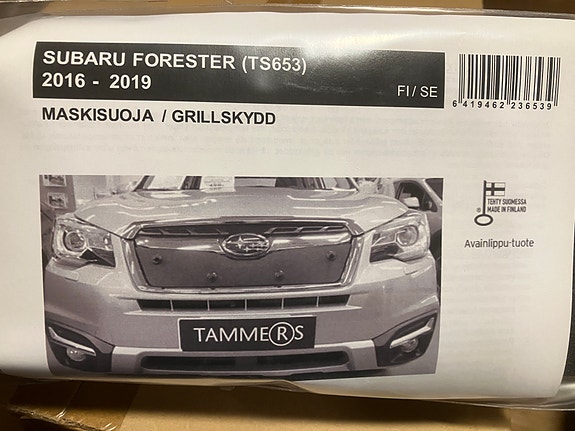 SUBARU FORESTER (TS653)
2016 - 2019
FI / SE
6 419462 236539
MASKISUOJA / GRILLSKYDD
TEHTY SUOMESSA
MADE IN FINLAND
Avainlippu-tuote
TAMMERS